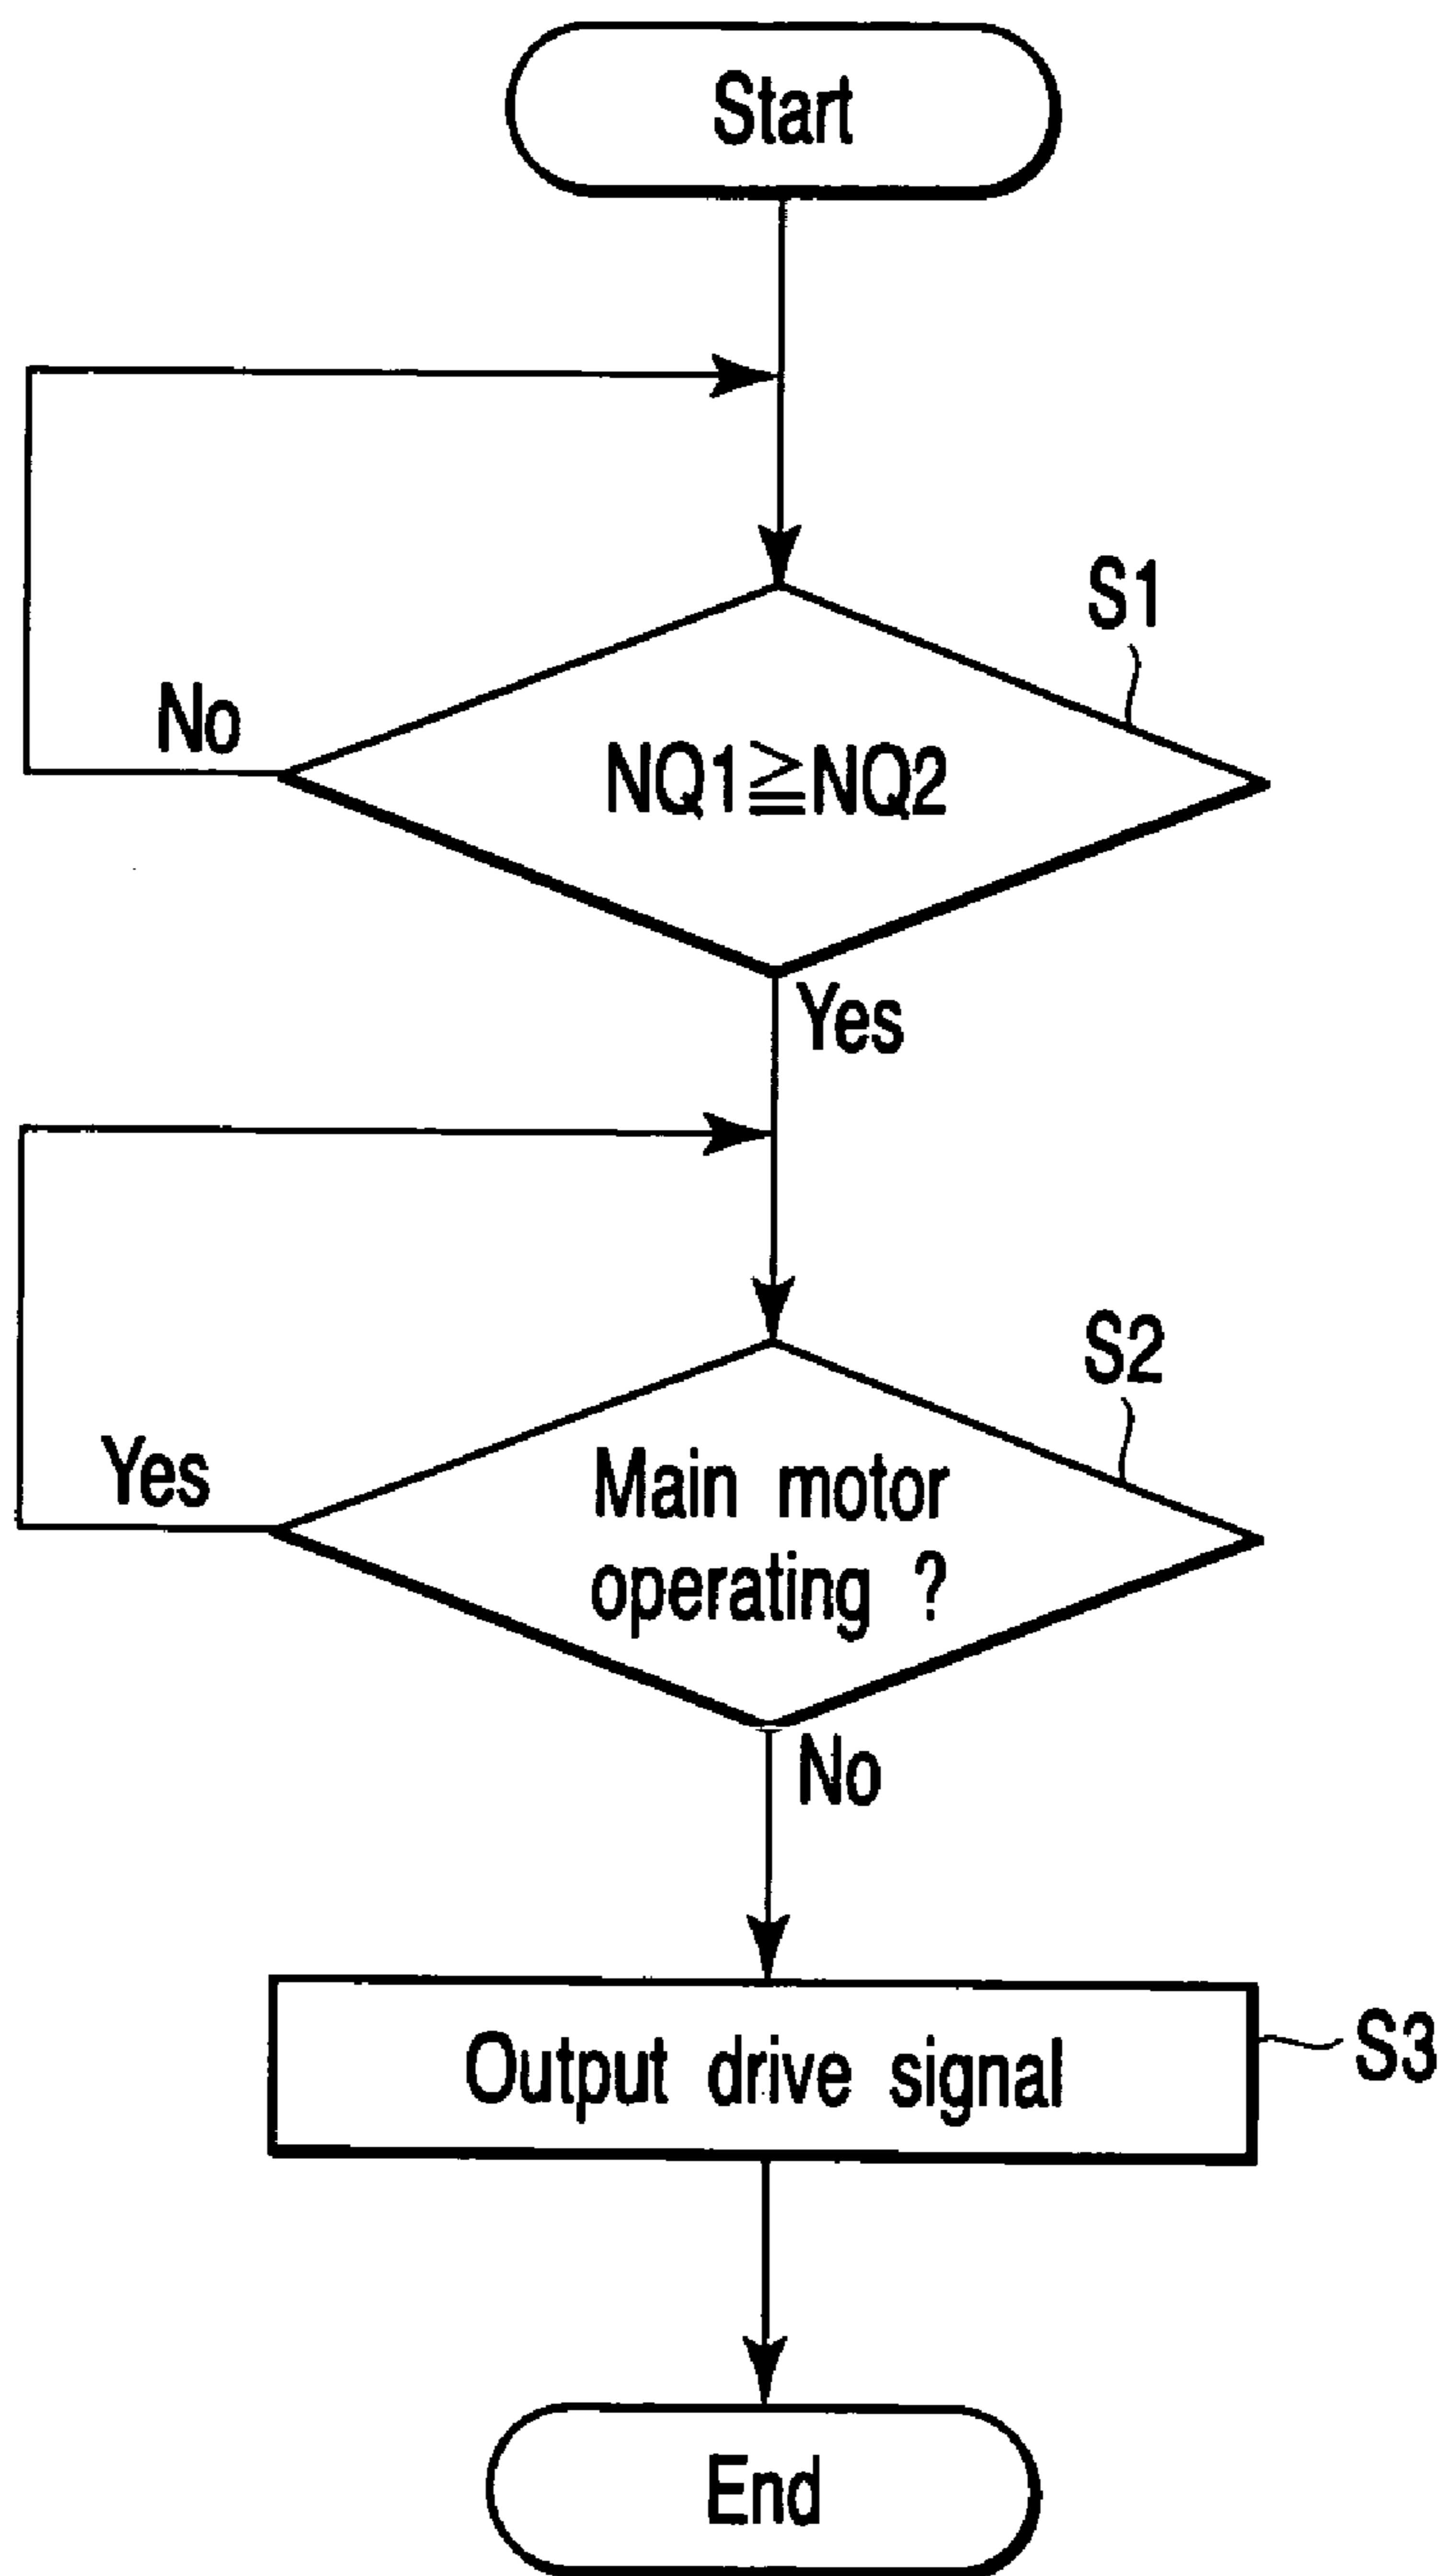 Start
S1
No
NQ1≧NQ2
Yes
S2
Yes
Main motor
operating ?
No
Output drive signal
S3
End